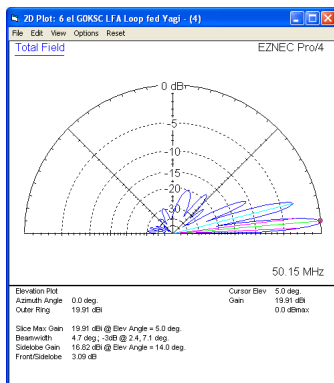 2D Plot: 6 el G0KSC LFA Loop fed Yagi - (4)
File Edit View Options Reset
Total Field EZNEC Pro/4
0 dB
-5
-10
-15
-20
-30
50.15 MHz
Elevation Plot Cursor Elev 5.0 deg.
Azimuth Angle 0.0 deg. Gain 19.91 dBi
Outer Ring 19.91 dBi 0.0 dBmax
Slice Max Gain 19.91 dBi @ Elev Angle = 5.0 deg.
Beamwidth 4.7 deg.; -3dB @ 2.4, 7.1 deg.
Sidelobe Gain 16.82 dBi @ Elev Angle = 14.0 deg.
Front/Sidelobe 3.09 dB